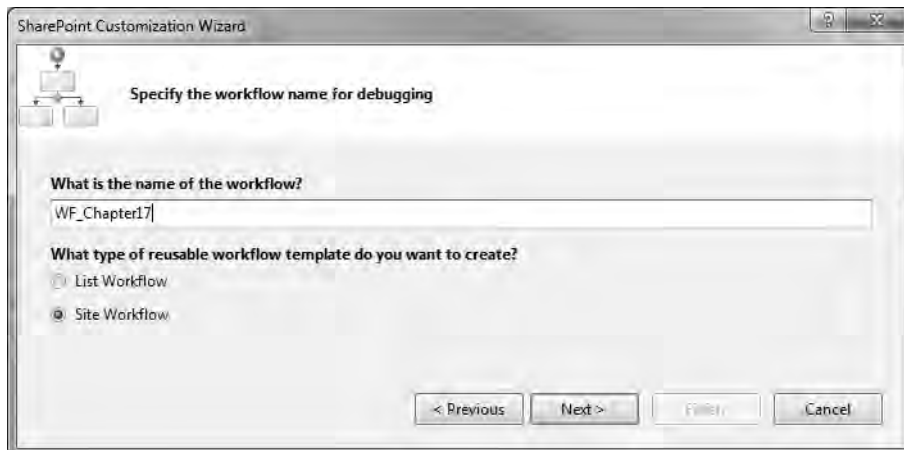 SharePoint Customization Wizard
Specify the workflow name for debugging
What is the name of the workflow?
WF_Chapter17
What type of reusable workflow template do you want to create?
List Workflow
Site Workflow
< Previous
Next >
Finish
Cancel